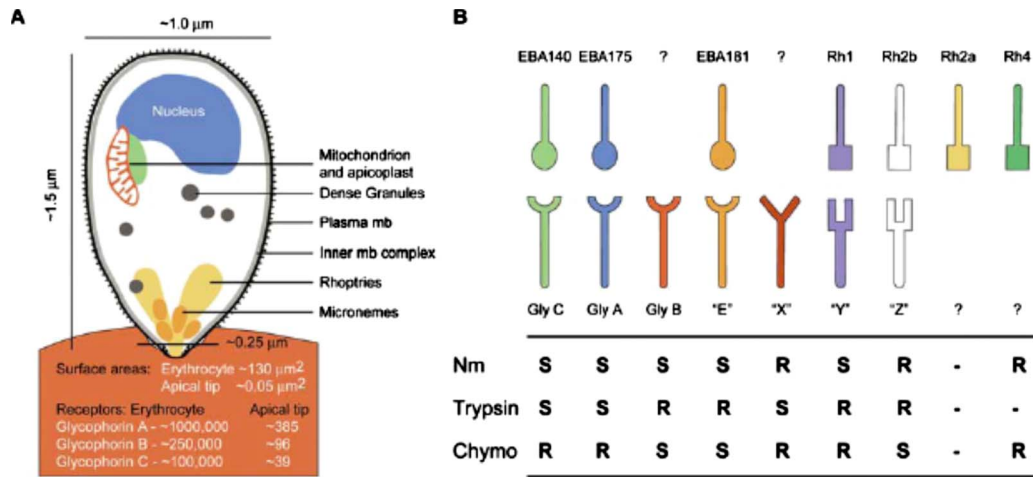 A
~1.0 μm
~1.5 μm
Nucleus
Mitochondrion
and apicoplast
Dense Granules
Plasma mb
Inner mb complex
Rhoptries
Micronemes
~0.25 μm
Surface areas: Erythrocyte ~130 μm²
Apical tip ~0.05 μm²
Receptors: Erythrocyte Apical tip
Glycophorin A - ~1000,000 ~385
Glycophorin B - ~250,000 ~96
Glycophorin C - ~100,000 ~39
B
EBA140 EBA175 ? EBA181 ? Rh1 Rh2b Rh2a Rh4
Gly C Gly A Gly B "E" "X" "Y" "Z" ? ?
Nm S S S S R S R - R
Trypsin S S R R S R R - -
Chymo R R S S R R S - R